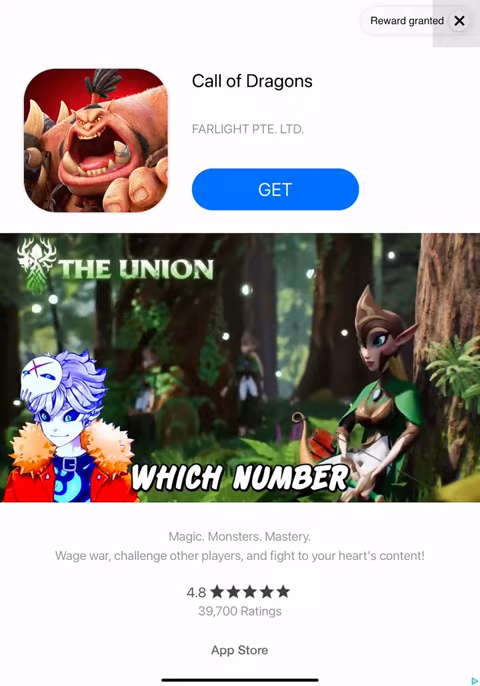 Reward granted
Call of Dragons
FARLIGHT PTE. LTD.
GET
THE UNION
WHICH NUMBER
Magic. Monsters. Mastery.
Wage war, challenge other players, and fight to your heart's content!
4.8
39,700 Ratings
App Store